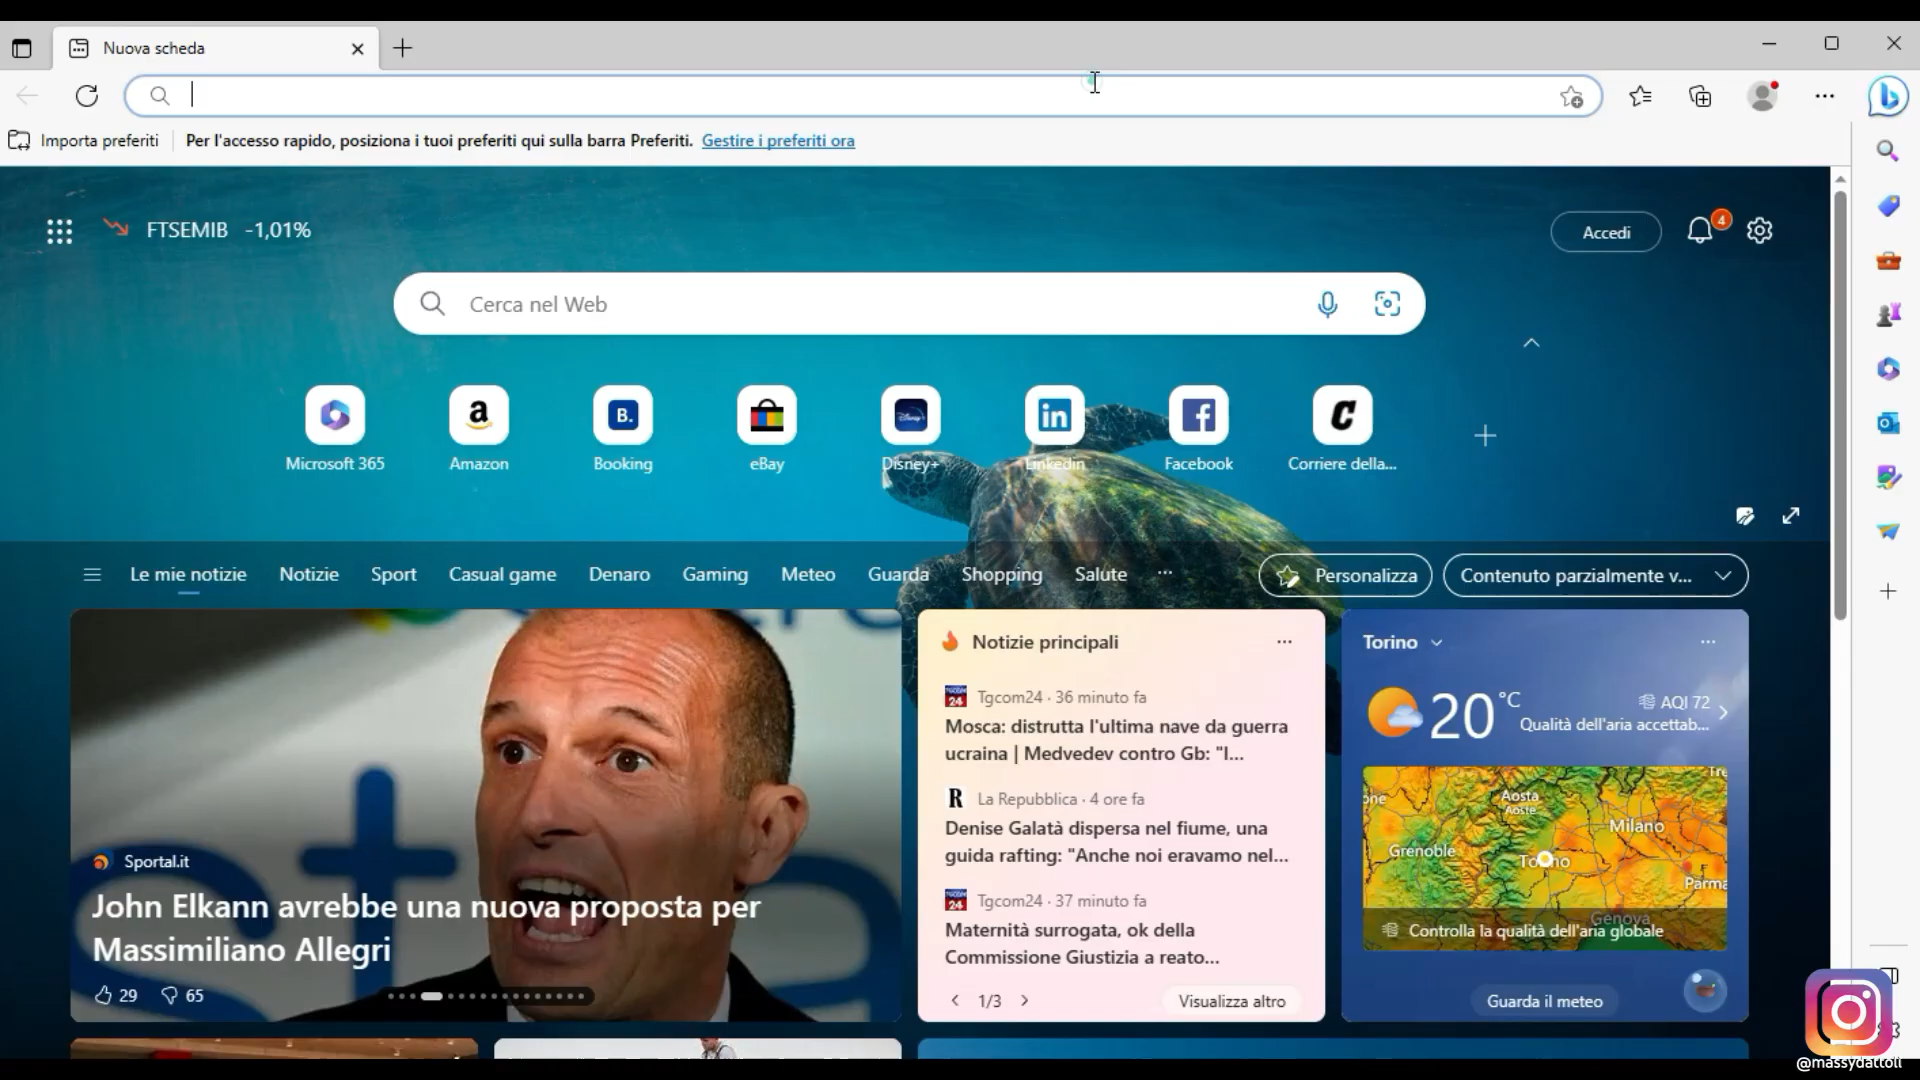 Nuova scheda
Importa preferiti
Per l'accesso rapido, posiziona i tuoi preferiti qui sulla barra Preferiti. Gestire i preferiti ora
FTSEMIB -1,01%
Accedi
4
Cerca nel Web
Microsoft 365
Amazon
Booking
eBay
Disney+
Linkedin
Facebook
Corriere della...
Le mie notizie
Notizie
Sport
Casual game
Denaro
Gaming
Meteo
Guarda
Shopping
Salute
Personalizza
Contenuto parzialmente v...
Sportal.it
John Elkann avrebbe una nuova proposta per
Massimiliano Allegri
29
65
Notizie principali
Tgcom24 · 36 minuto fa
Mosca: distrutta l'ultima nave da guerra
ucraina | Medvedev contro Gb: "I...
La Repubblica · 4 ore fa
Denise Galatà dispersa nel fiume, una
guida rafting: "Anche noi eravamo nel...
Tgcom24 · 37 minuto fa
Maternità surrogata, ok della
Commissione Giustizia a reato...
1/3
Visualizza altro
Torino
20 °C
AQI 72
Qualità dell'aria accettab...
Aosta
Aoste
Milano
Grenoble
Torino
Parma
Genova
Controlla la qualità dell'aria globale
Guarda il meteo
@massydattoli